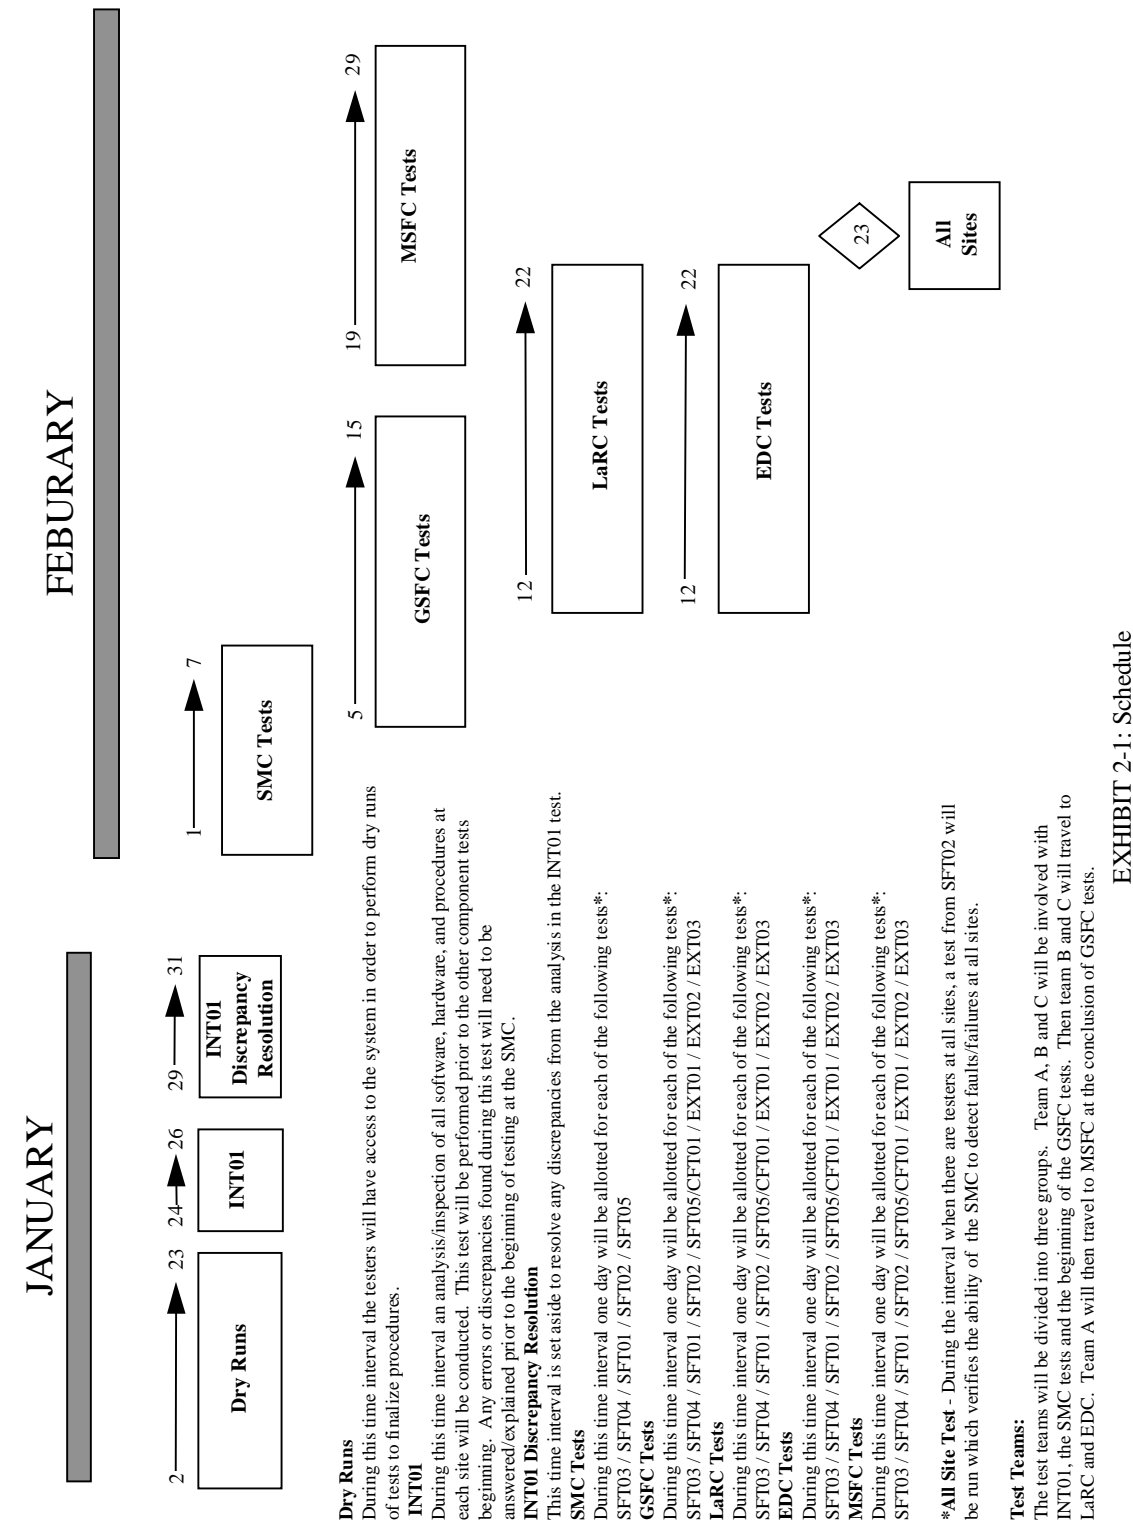 JANUARY
FEBURARY
2
23
24
26
29
31
1
7
Dry Runs
INT01
INT01
Discrepancy
Resolution
SMC Tests
5
15
19
29
GSFC Tests
MSFC Tests
12
22
LaRC Tests
12
22
EDC Tests
23
All
Sites
Dry Runs
During this time interval the testers will have access to the system in order to perform dry runs
of tests to finalize procedures.
INT01
During this time interval an analysis/inspection of all software, hardware, and procedures at
each site will be conducted. This test will be performed prior to the other component tests
beginning. Any errors or discrepancies found during this test will need to be
answered/explained prior to the beginning of testing at the SMC.
INT01 Discrepancy Resolution
This time interval is set aside to resolve any discrepancies from the analysis in the INT01 test.
SMC Tests
During this time interval one day will be allotted for each of the following tests*:
SFT03 / SFT04 / SFT01 / SFT02 / SFT05
GSFC Tests
During this time interval one day will be allotted for each of the following tests*:
SFT03 / SFT04 / SFT01 / SFT02 / SFT05/CFT01 / EXT01 / EXT02 / EXT03
LaRC Tests
During this time interval one day will be allotted for each of the following tests*:
SFT03 / SFT04 / SFT01 / SFT02 / SFT05/CFT01 / EXT01 / EXT02 / EXT03
EDC Tests
During this time interval one day will be allotted for each of the following tests*:
SFT03 / SFT04 / SFT01 / SFT02 / SFT05/CFT01 / EXT01 / EXT02 / EXT03
MSFC Tests
During this time interval one day will be allotted for each of the following tests*:
SFT03 / SFT04 / SFT01 / SFT02 / SFT05/CFT01 / EXT01 / EXT02 / EXT03
*All Site Test - During the interval when there are testers at all sites, a test from SFT02 will
be run which verifies the ability of the SMC to detect faults/failures at all sites.
Test Teams:
The test teams will be divided into three groups. Team A, B and C will be involved with
INT01, the SMC tests and the beginning of the GSFC tests. Then team B and C will travel to
LaRC and EDC. Team A will then travel to MSFC at the conclusion of GSFC tests.
EXHIBIT 2-1: Schedule